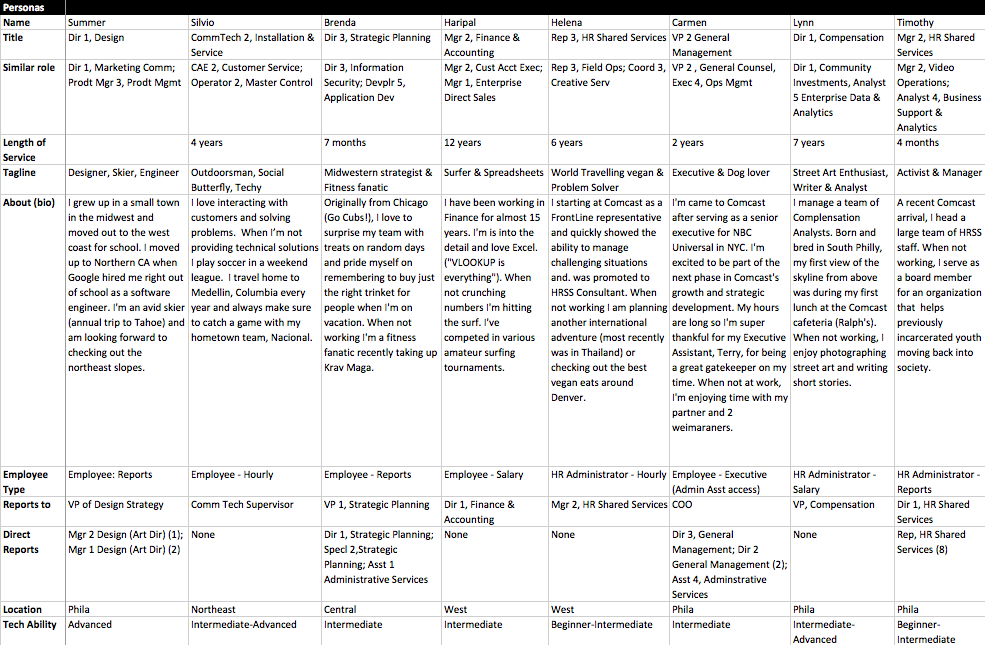 Personas
Name
Summer
Silvio
Brenda
Haripal
Helena
Carmen
Lynn
Timothy
Title
Dir 1, Design
CommTech 2, Installation &
Service
Dir 3, Strategic Planning
Mgr 2, Finance &
Accounting
Rep 3, HR Shared Services
VP 2 General
Management
Dir 1, Compensation
Mgr 2, HR Shared
Services
Similar role
Dir 1, Marketing Comm;
Prodt Mgr 3, Prodt Mgmt
CAE 2, Customer Service;
Operator 2, Master Control
Dir 3, Information
Security; Devplr 5,
Application Dev
Mgr 2, Cust Acct Exec;
Mgr 1, Enterprise
Direct Sales
Rep 3, Field Ops; Coord 3,
Creative Serv
VP 2 , General Counsel,
Exec 4, Ops Mgmt
Dir 1, Community
Investments, Analyst
5 Enterprise Data &
Analytics
Mgr 2, Video
Operations;
Analyst 4, Business
Support &
Analytics
Length of
Service
4 years
7 months
12 years
6 years
2 years
7 years
4 months
Tagline
Designer, Skier, Engineer
Outdoorsman, Social
Butterfly, Techy
Midwestern strategist &
Fitness fanatic
Surfer & Spreadsheets
World Travelling vegan &
Problem Solver
Executive & Dog lover
Street Art Enthusiast,
Writer & Analyst
Activist & Manager
About (bio)
I grew up in a small town
in the midwest and
moved out to the west
coast for school. I moved
up to Northern CA when
Google hired me right out
of school as a software
engineer. I'm an avid skier
(annual trip to Tahoe) and
am looking forward to
checking out the
northeast slopes.
I love interacting with
customers and solving
problems.  When I'm not
providing technical solutions
I play soccer in a weekend
league.  I travel home to
Medellin, Columbia every
year and always make sure
to catch a game with my
hometown team, Nacional.
Originally from Chicago
(Go Cubs!), I love to
surprise my team with
treats on random days
and pride myself on
remembering to buy just
the right trinket for
people when I'm on
vacation. When not
working I'm a fitness
fanatic recently taking up
Krav Maga.
I have been working in
Finance for almost 15
years. I'm is into the
detail and love Excel.
("VLOOKUP is
everything"). When
not crunching
numbers I'm hitting
the surf. I've
competed in various
amateur surfing
tournaments.
I starting at Comcast as a
FrontLine representative
and quickly showed the
ability to manage
challenging situations
and. was promoted to
HRSS Consultant. When
not working I am planning
another international
adventure (most recently
was in Thailand) or
checking out the best
vegan eats around
Denver.
I'm came to Comcast
after serving as a senior
executive for NBC
Universal in NYC. I'm
excited to be part of the
next phase in Comcast's
growth and strategic
development. My hours
are long so I'm super
thankful for my Executive
Assistant, Terry, for being
a great gatekeeper on my
time. When not at work,
I'm enjoying time with my
partner and 2
weimaraners.
I manage a team of
Complensation
Analysts. Born and
bred in South Philly,
my first view of the
skyline from above
was during my first
lunch at the Comcast
cafeteria (Ralph's).
When not working, I
enjoy photographing
street art and writing
short stories.
A recent Comcast
arrival, I head a
large team of HRSS
staff. When not
working, I serve as
a board member
for an organization
that  helps
previously
incarcerated youth
moving back into
society.
Employee
Type
Employee: Reports
Employee - Hourly
Employee - Reports
Employee - Salary
HR Administrator - Hourly
Employee - Executive
(Admin Asst access)
HR Administrator -
Salary
HR Administrator -
Reports
Reports to
VP of Design Strategy
Comm Tech Supervisor
VP 1, Strategic Planning
Dir 1, Finance &
Accounting
Mgr 2, HR Shared Services
COO
VP, Compensation
Dir 1, HR Shared
Services
Direct
Reports
Mgr 2 Design (Art Dir) (1);
Mgr 1 Design (Art Dir) (2)
None
Dir 1, Strategic Planning;
Specl 2,Strategic
Planning; Asst 1
Administrative Services
None
None
Dir 3, General
Management; Dir 2
General Management (2);
Asst 4, Adminstrative
Services
None
Rep, HR Shared
Services (8)
Location
Phila
Northeast
Central
West
West
Phila
Phila
Phila
Tech Ability
Advanced
Intermediate-Advanced
Intermediate
Intermediate
Beginner-Intermediate
Intermediate
Intermediate-
Advanced
Beginner-
Intermediate